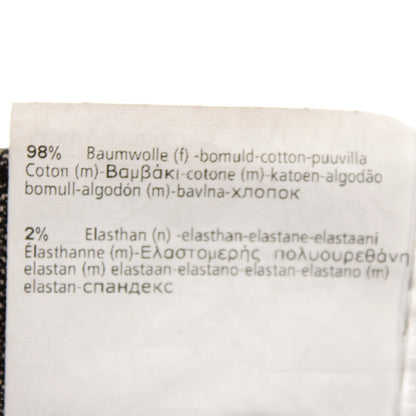 98% Baumwolle (f) -bomuld-cotton-puuvilla
Coton (m)-Βαμβάκι-cotone (m)-katoen-algodão
bomull-algodón (m)-bavlna-хлопок
2% Elasthan (n) -elasthan-elastane-elastaani
Élasthanne (m)-Ελαστομερής πολυουρεθάνη
elastan (m) elastaan-elastano-elastan-elastano (m)
elastan-спандекс